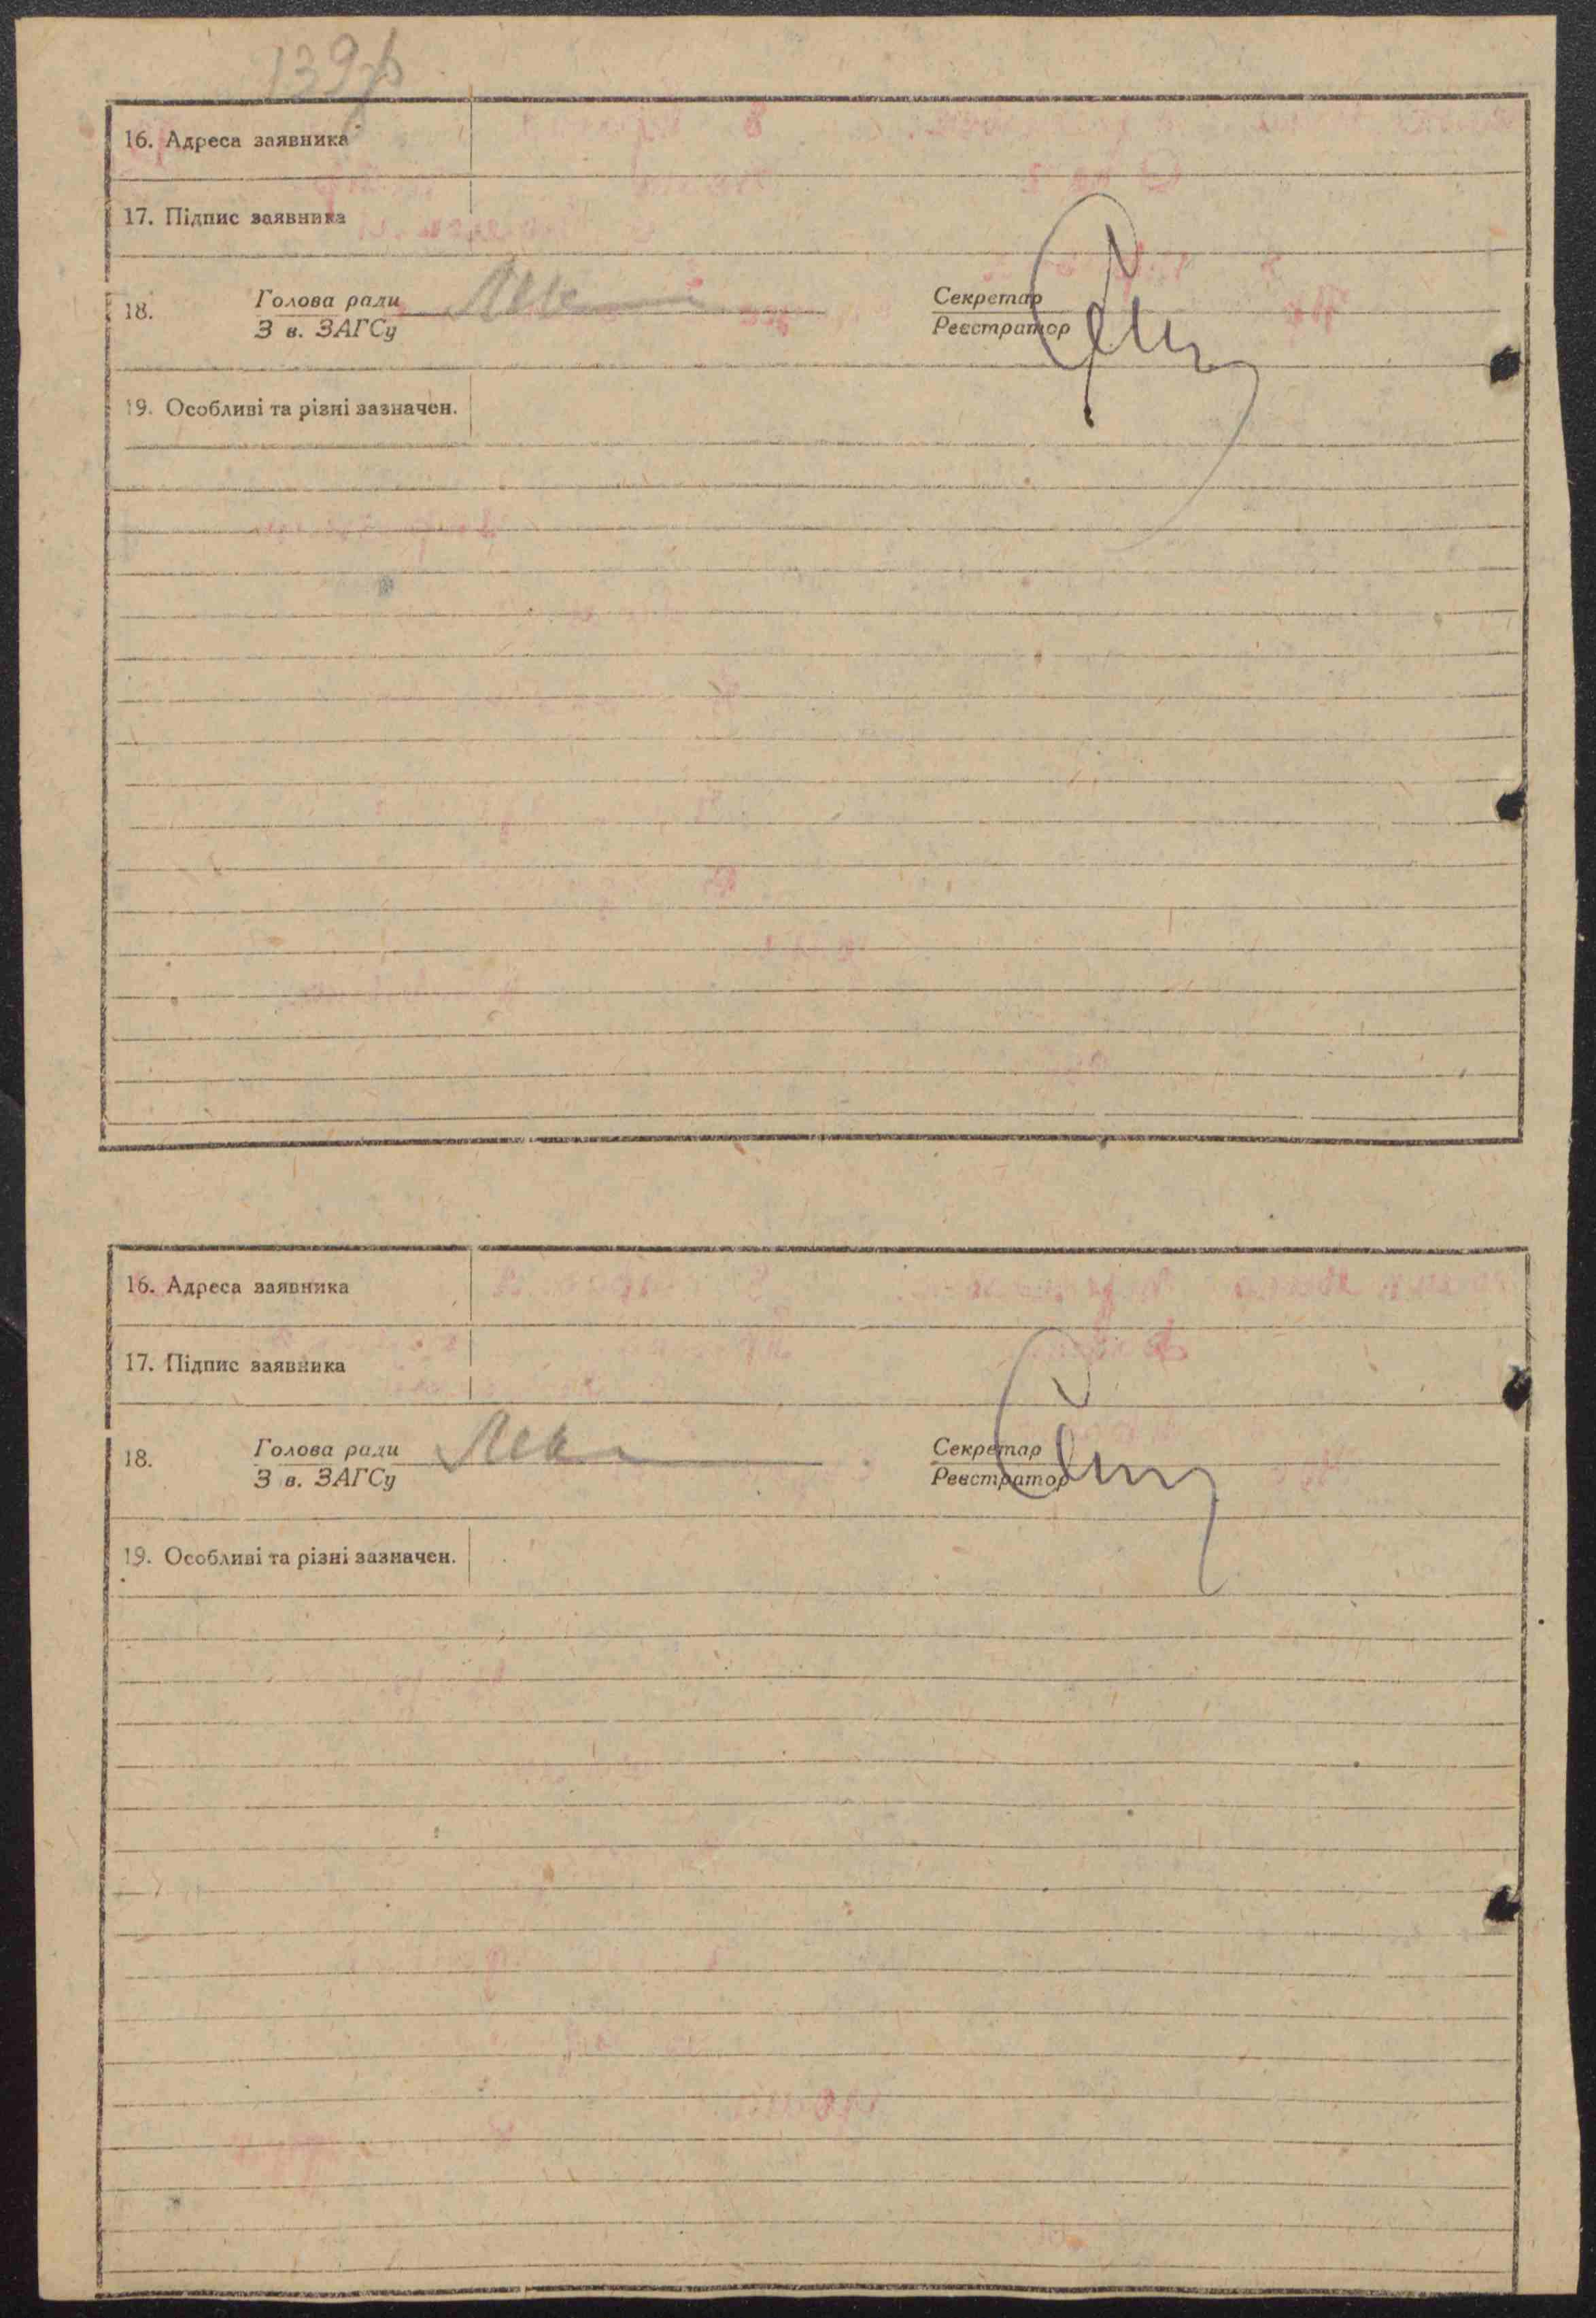 16. Адреса заявника
17. Підпис заявника
18. Голова ради Секретар
З в. ЗАГСу Реєстратор
19. Особливі та різні зазначен.
16. Адреса заявника
17. Підпис заявника
18. Голова ради Секретар
З в. ЗАГСу Реєстратор
19. Особливі та різні зазначен.